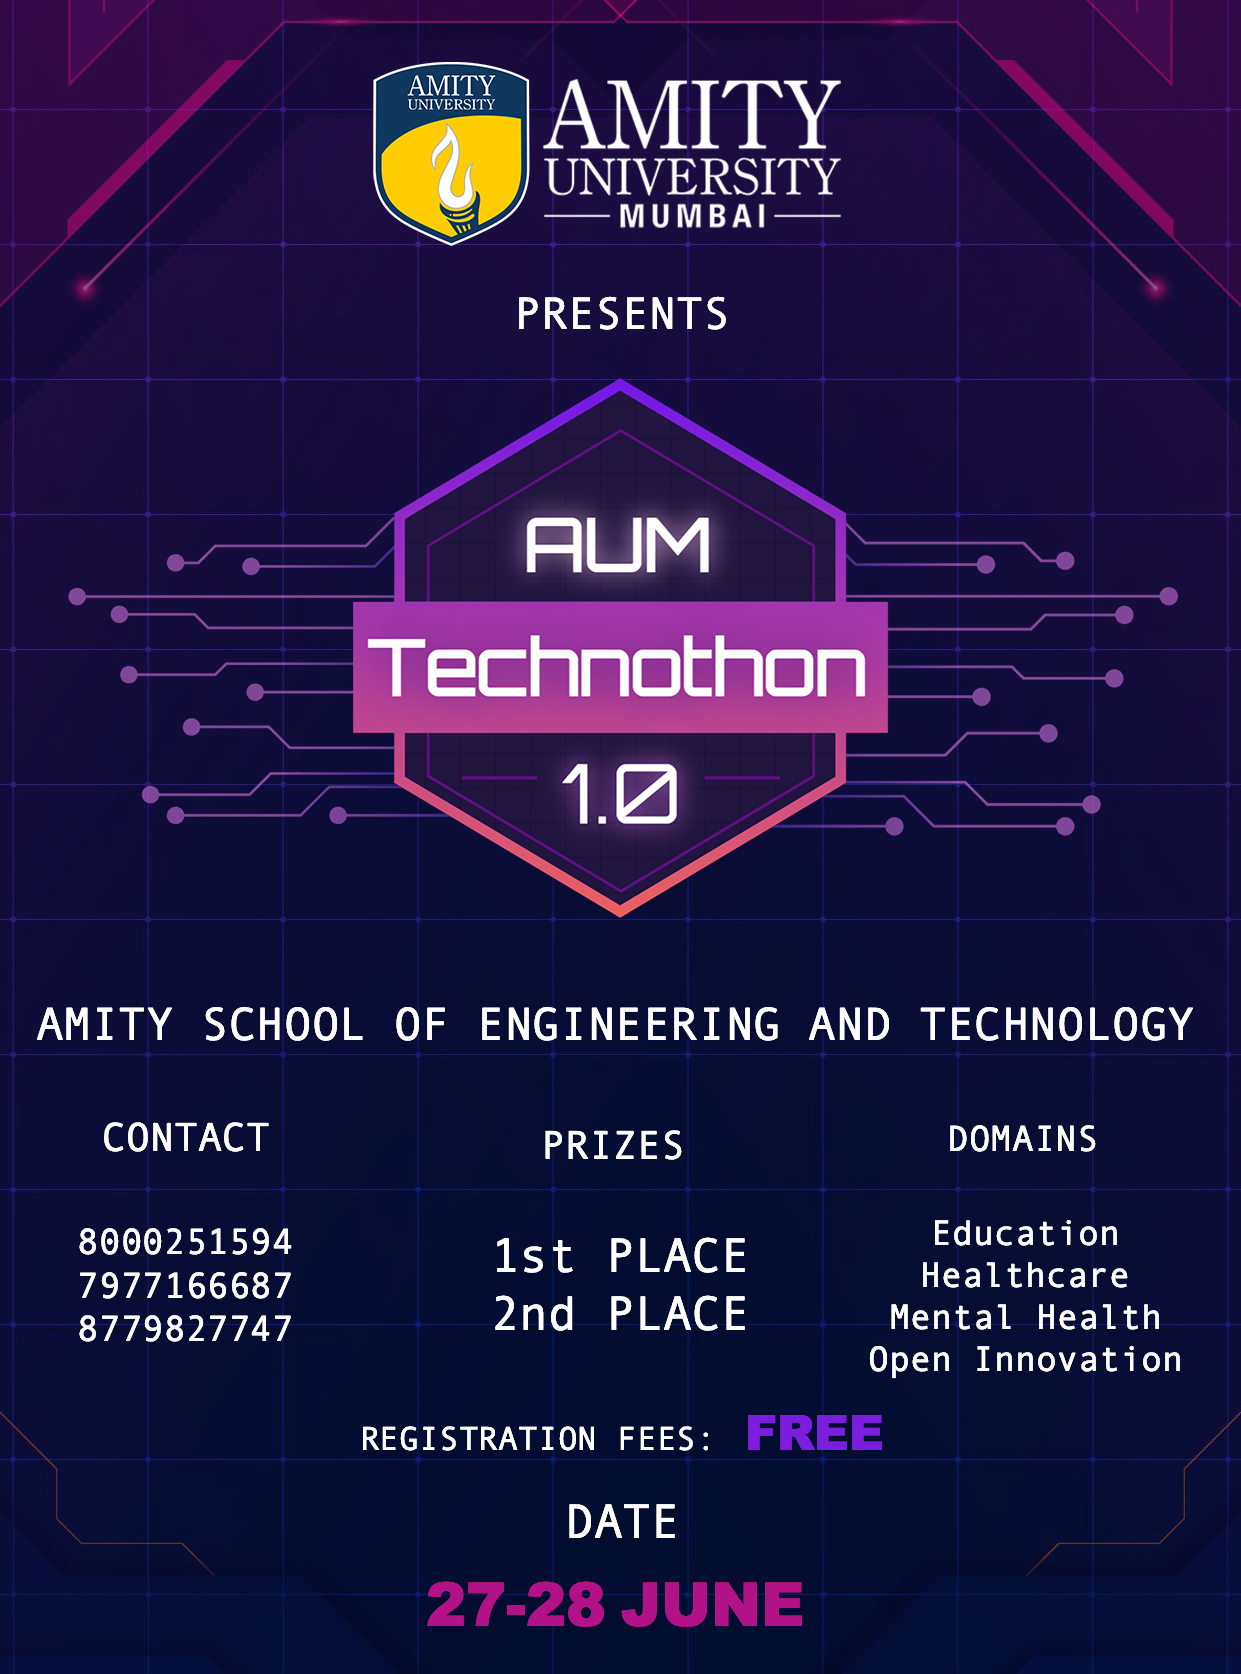 AMITY
UNIVERSITY
AMITY
UNIVERSITY
MUMBAI
PRESENTS
AUM
Technothon
1.0
AMITY SCHOOL OF ENGINEERING AND TECHNOLOGY
CONTACT
8000251594
7977166687
8779827747
PRIZES
1st PLACE
2nd PLACE
DOMAINS
Education
Healthcare
Mental Health
Open Innovation
REGISTRATION FEES: FREE
DATE
27-28 JUNE